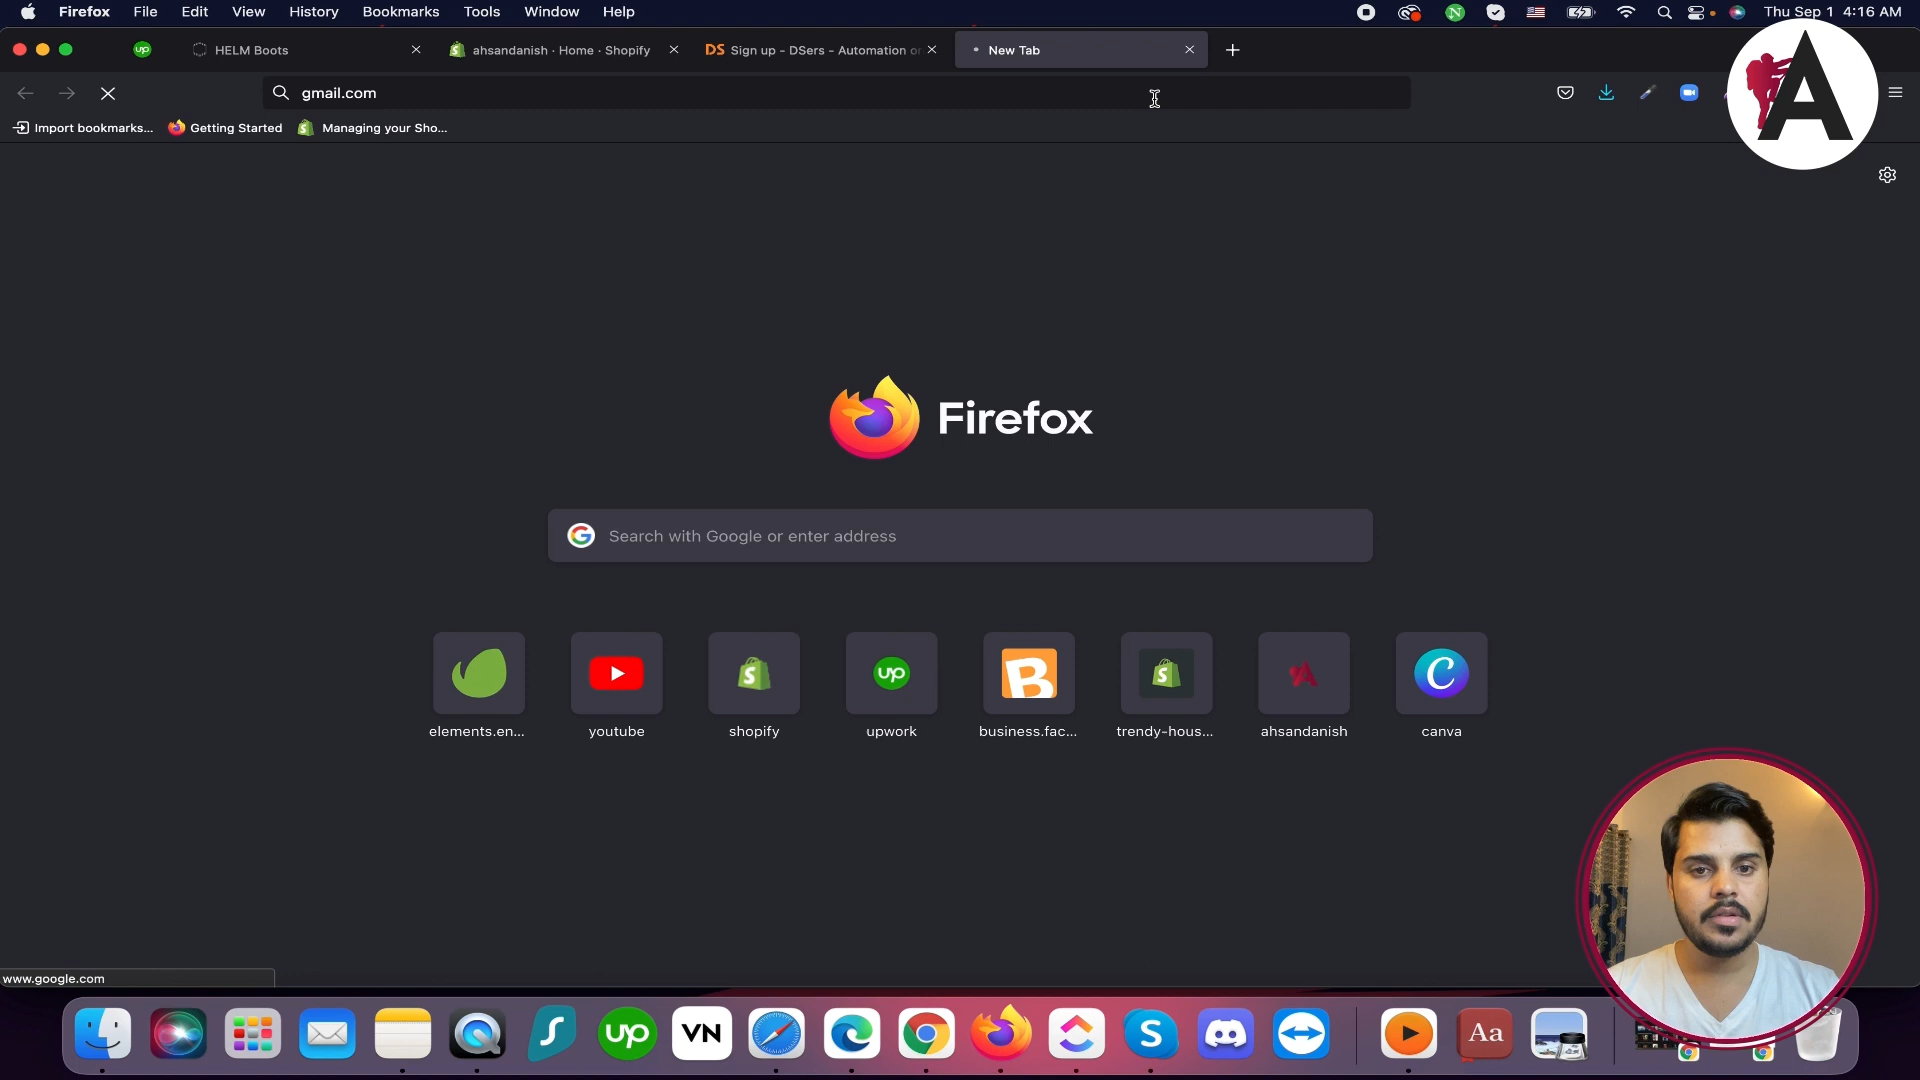 Firefox File Edit View History Bookmarks Tools Window Help Thu Sep 1 4:16 AM
HELM Boots ahsandanish · Home · Shopify DS Sign up - DSers - Automation or New Tab
gmail.com
Import bookmarks... Getting Started Managing your Sho...
A
Firefox
Search with Google or enter address
up
B
elements.en... youtube shopify upwork business.fac... trendy-hous... ahsandanish canva
www.google.com
up VN S Aa